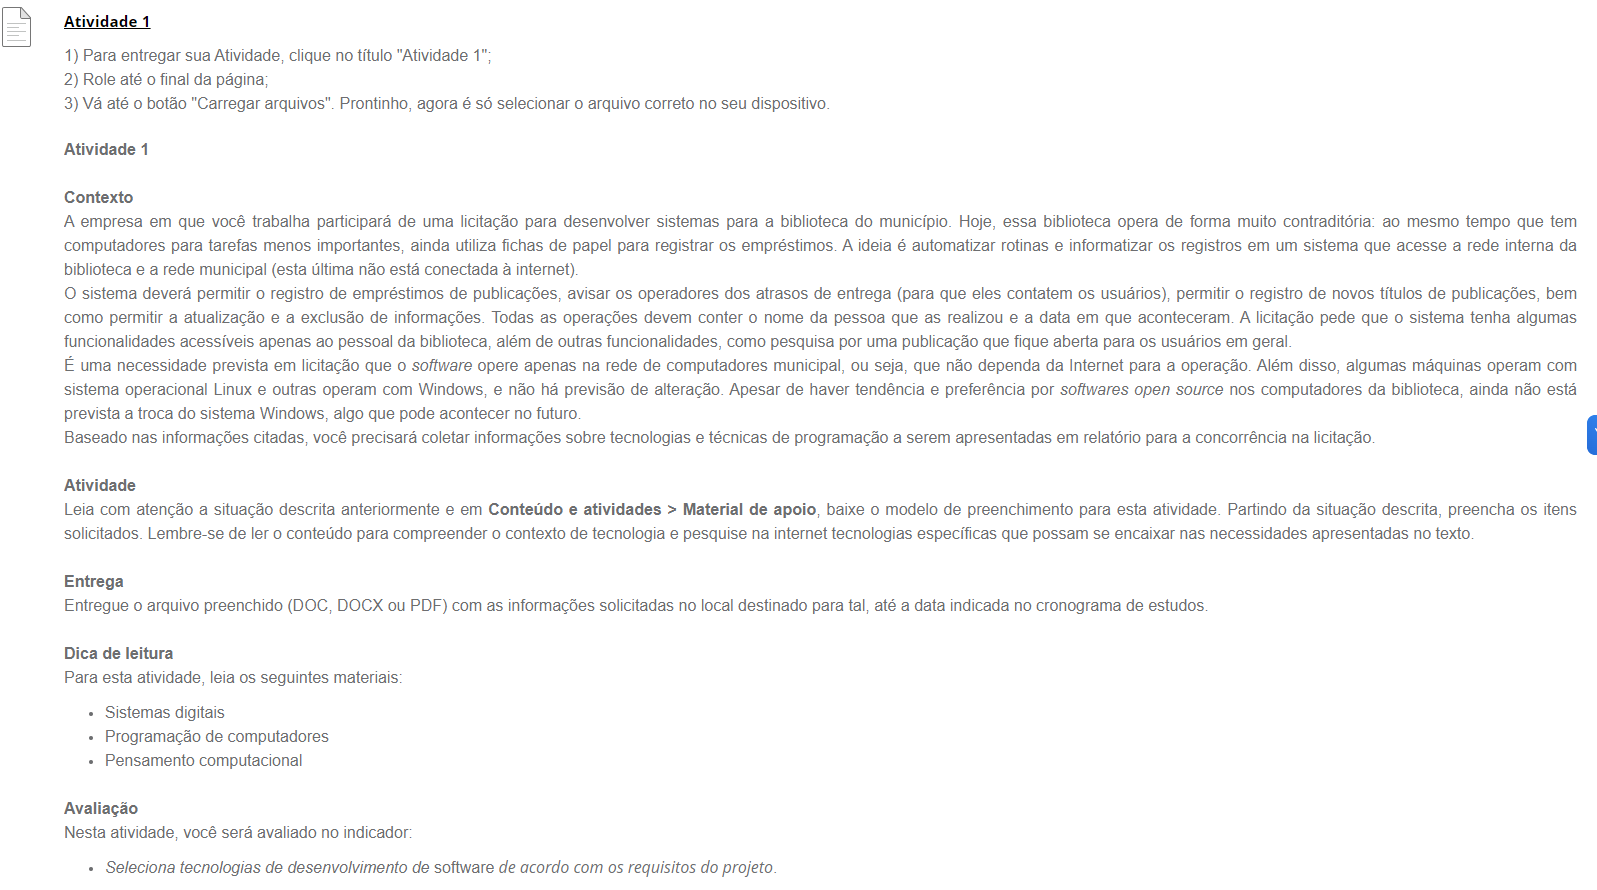 Atividade 1
1) Para entregar sua Atividade, clique no título "Atividade 1";
2) Role até o final da página;
3) Vá até o botão "Carregar arquivos". Prontinho, agora é só selecionar o arquivo correto no seu dispositivo.
Atividade 1
Contexto
A empresa em que você trabalha participará de uma licitação para desenvolver sistemas para a biblioteca do município. Hoje, essa biblioteca opera de forma muito contraditória: ao mesmo tempo que tem
computadores para tarefas menos importantes, ainda utiliza fichas de papel para registrar os empréstimos. A ideia é automatizar rotinas e informatizar os registros em um sistema que acesse a rede interna da
biblioteca e a rede municipal (esta última não está conectada à internet).
O sistema deverá permitir o registro de empréstimos de publicações, avisar os operadores dos atrasos de entrega (para que eles contatem os usuários), permitir o registro de novos títulos de publicações, bem
como permitir a atualização e a exclusão de informações. Todas as operações devem conter o nome da pessoa que as realizou e a data em que aconteceram. A licitação pede que o sistema tenha algumas
funcionalidades acessíveis apenas ao pessoal da biblioteca, além de outras funcionalidades, como pesquisa por uma publicação que fique aberta para os usuários em geral.
É uma necessidade prevista em licitação que o software opere apenas na rede de computadores municipal, ou seja, que não dependa da Internet para a operação. Além disso, algumas máquinas operam com
sistema operacional Linux e outras operam com Windows, e não há previsão de alteração. Apesar de haver tendência e preferência por softwares open source nos computadores da biblioteca, ainda não está
prevista a troca do sistema Windows, algo que pode acontecer no futuro.
Baseado nas informações citadas, você precisará coletar informações sobre tecnologias e técnicas de programação a serem apresentadas em relatório para a concorrência na licitação.
Atividade
Leia com atenção a situação descrita anteriormente e em Conteúdo e atividades > Material de apoio, baixe o modelo de preenchimento para esta atividade. Partindo da situação descrita, preencha os itens
solicitados. Lembre-se de ler o conteúdo para compreender o contexto de tecnologia e pesquise na internet tecnologias específicas que possam se encaixar nas necessidades apresentadas no texto.
Entrega
Entregue o arquivo preenchido (DOC, DOCX ou PDF) com as informações solicitadas no local destinado para tal, até a data indicada no cronograma de estudos.
Dica de leitura
Para esta atividade, leia os seguintes materiais:
• Sistemas digitais
• Programação de computadores
• Pensamento computacional
Avaliação
Nesta atividade, você será avaliado no indicador:
• Seleciona tecnologias de desenvolvimento de software de acordo com os requisitos do projeto.